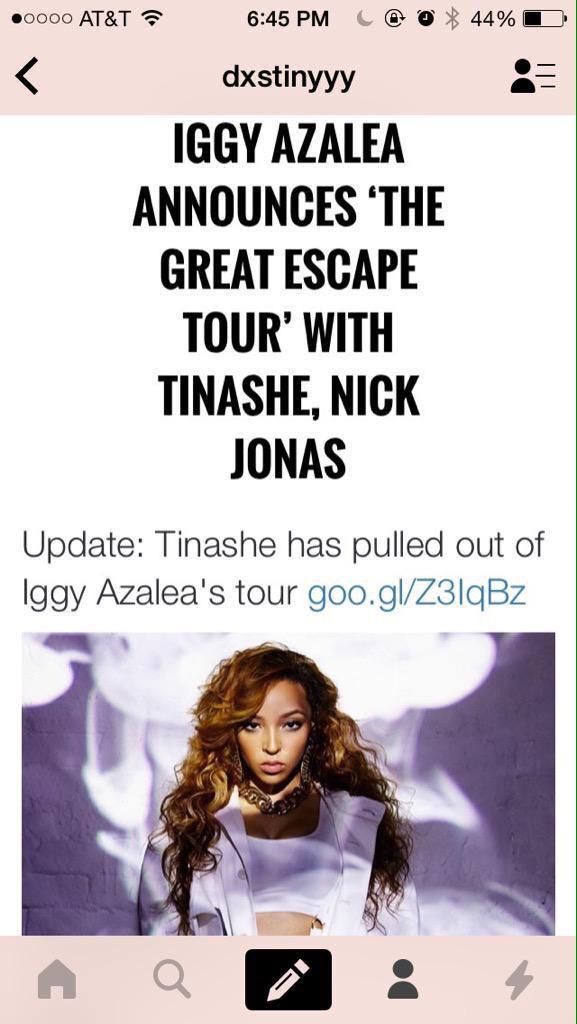 AT&T 6:45 PM 44%
dxstinyyy
IGGY AZALEA
ANNOUNCES ‘THE
GREAT ESCAPE
TOUR’ WITH
TINASHE, NICK
JONAS
Update: Tinashe has pulled out of
Iggy Azalea's tour goo.gl/Z3IqBz